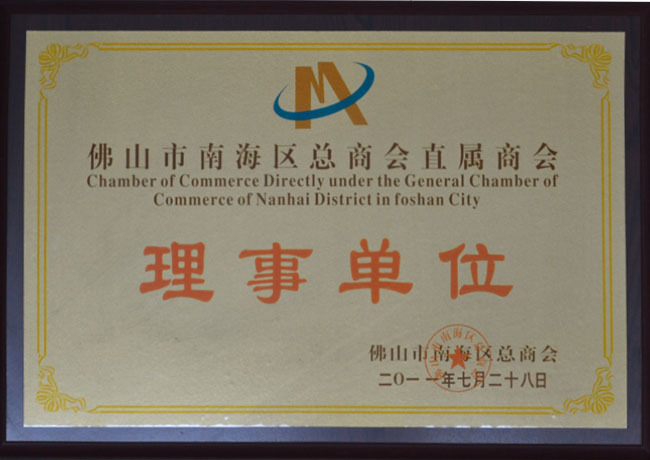 佛山市南海区总商会直属商会
Chamber of Commerce Directly under the General Chamber of
Commerce of Nanhai District in foshan City
理事单位
佛山市南海区总商会
二〇一一年七月二十八日